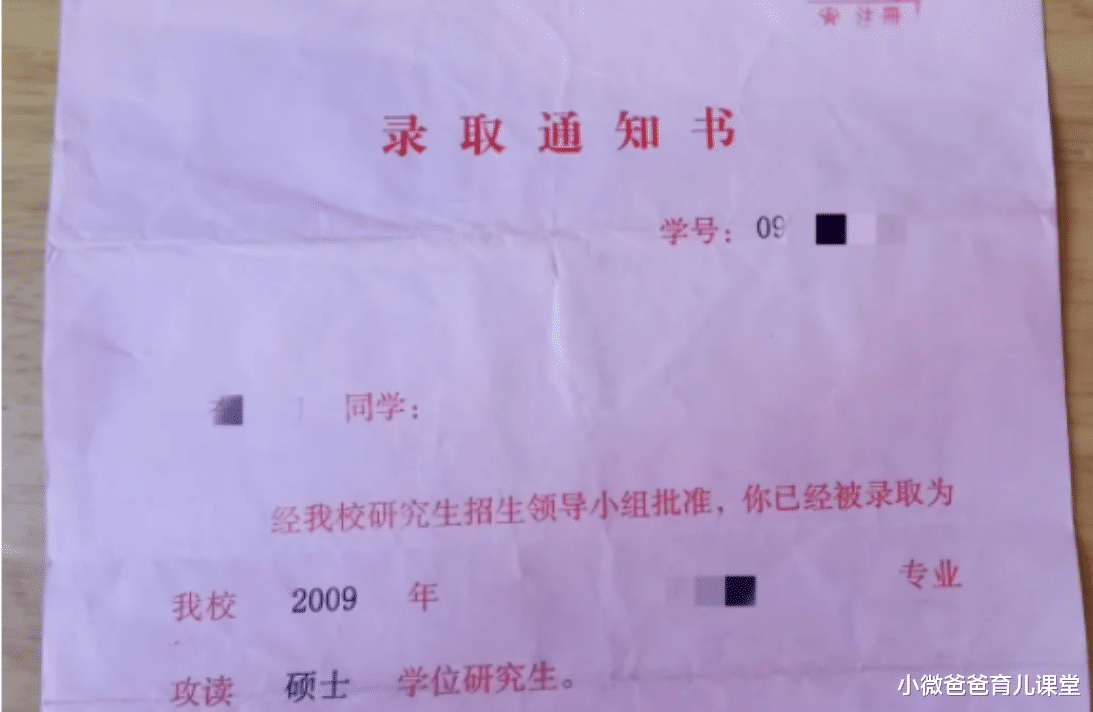 ★ 注册
录取通知书
学号: 09
同学:
经我校研究生招生领导小组批准，你已经被录取为
我校 2009 年 专业
攻读 硕士 学位研究生。
小微爸爸育儿课堂